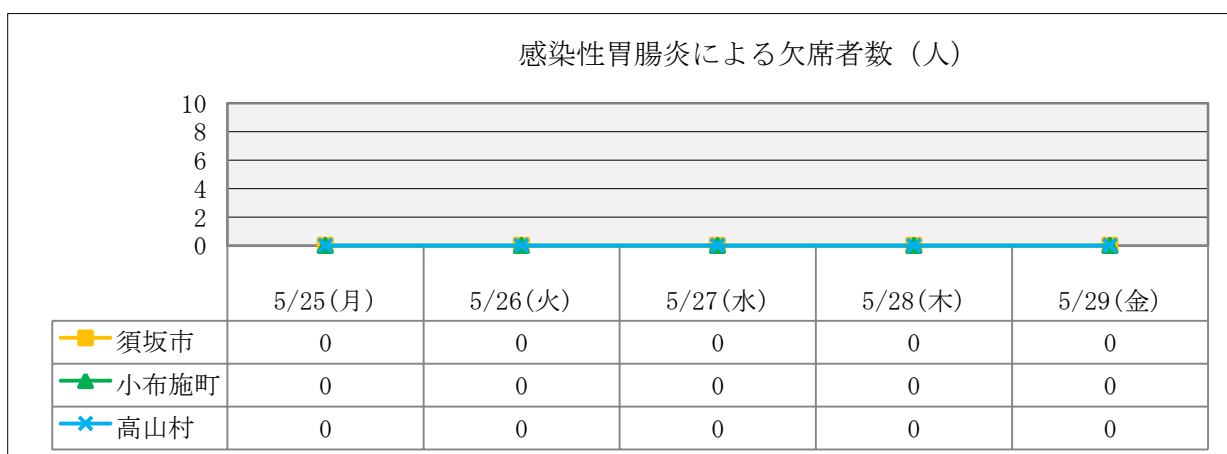 感染性胃腸炎による欠席者数（人）
10
8
6
4
2
0
5/25(月) 5/26(火) 5/27(水) 5/28(木) 5/29(金)
須坂市 0 0 0 0 0
小布施町 0 0 0 0 0
高山村 0 0 0 0 0